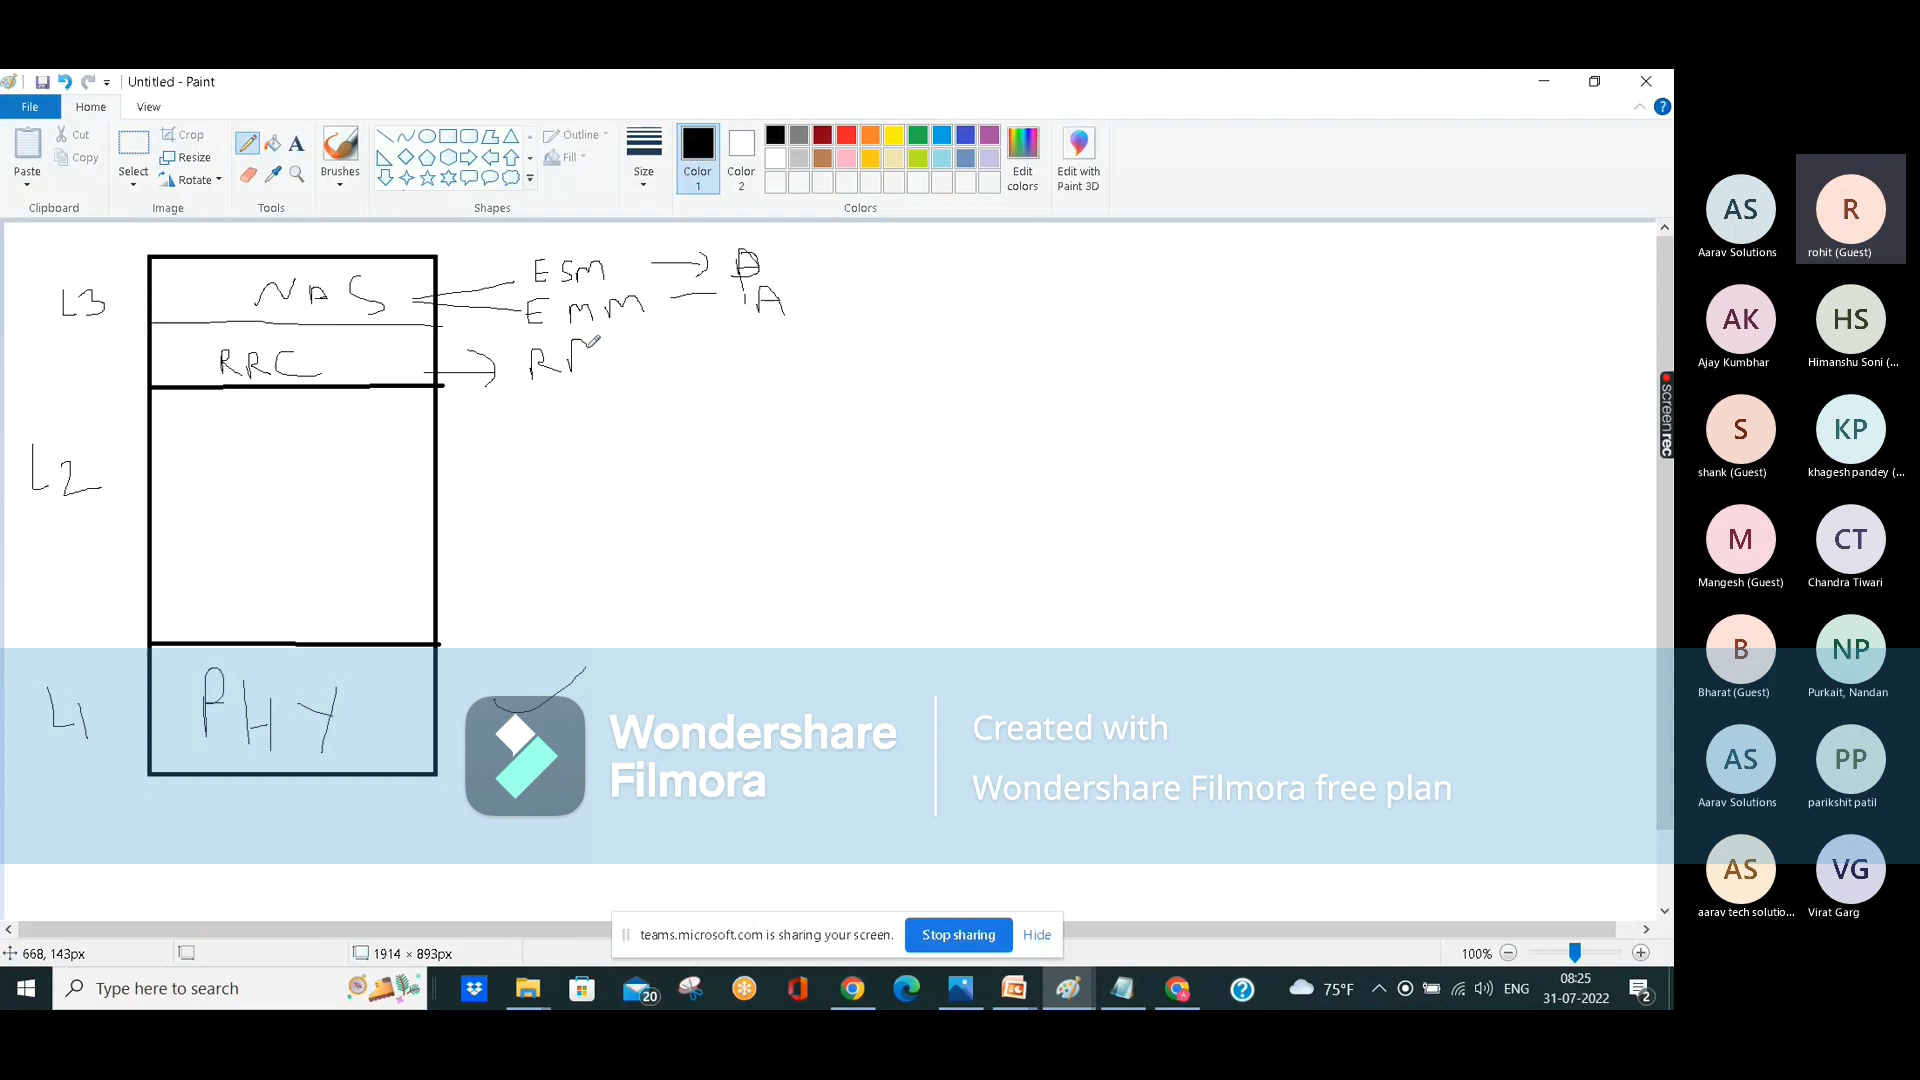 Untitled - Paint
File
Home
View
Paste
Cut
Copy
Clipboard
Select
Crop
Resize
Rotate
Image
Tools
Brushes
Shapes
Outline
Fill
Size
Color
1
Color
2
Edit
colors
Colors
Edit with
Paint 3D
L3
NAS
ESM
EMM
A
RRC
R
L2
L1
PHY
Wondershare
Filmora
Created with
Wondershare Filmora free plan
screenrec
teams.microsoft.com is sharing your screen.
Stop sharing
Hide
668, 143px
1914 × 893px
100%
Type here to search
20
75°F
ENG
08:25
31-07-2022
2
AS
Aarav Solutions
R
rohit (Guest)
AK
Ajay Kumbhar
HS
Himanshu Soni (...
S
shank (Guest)
KP
khagesh pandey (...
M
Mangesh (Guest)
CT
Chandra Tiwari
B
Bharat (Guest)
NP
Purkait, Nandan
AS
Aarav Solutions
PP
parikshit patil
AS
aarav tech solutio...
VG
Virat Garg